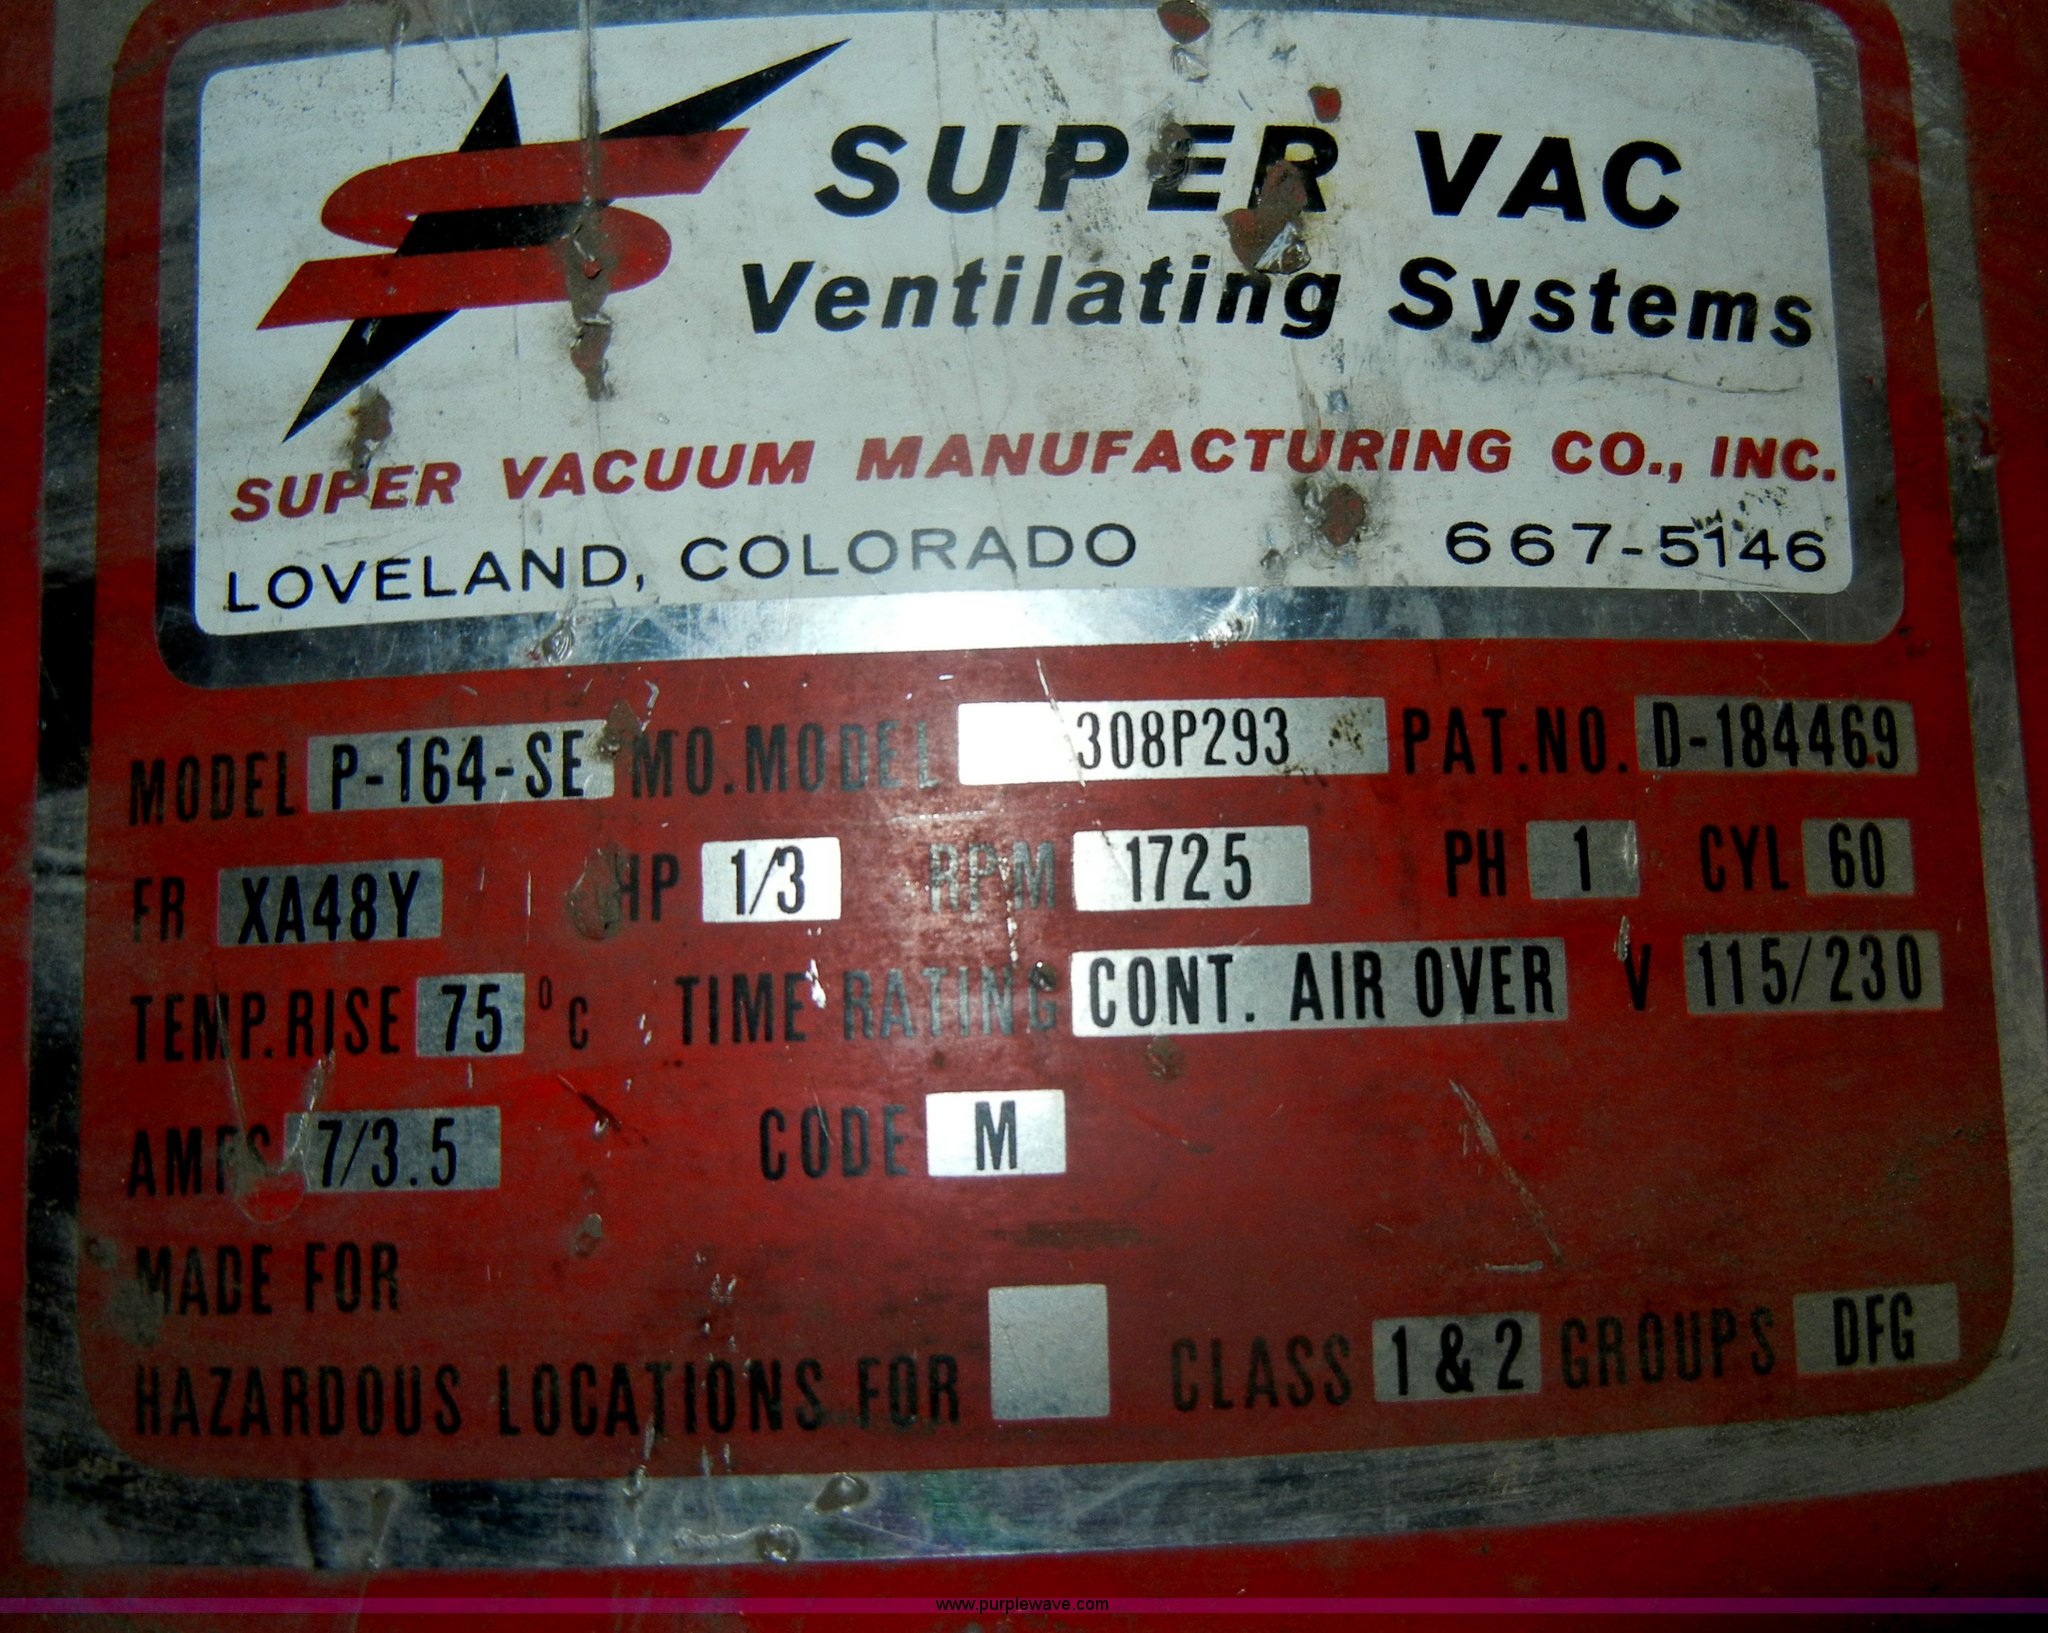 SUPER VAC
Ventilating Systems
SUPER VACUUM MANUFACTURING CO., INC.
LOVELAND, COLORADO 667-5146
MODEL P-164-SE MO. MODEL 308P293 PAT. NO. D-184469
FR XA48Y HP 1/3 RPM 1725 PH 1 CYL 60
TEMP. RISE 75 °C TIME RATING CONT. AIR OVER V 115/230
AMPS 7/3.5 CODE M
MADE FOR
HAZARDOUS LOCATIONS FOR CLASS 1 & 2 GROUPS DFG
www.purplewave.com